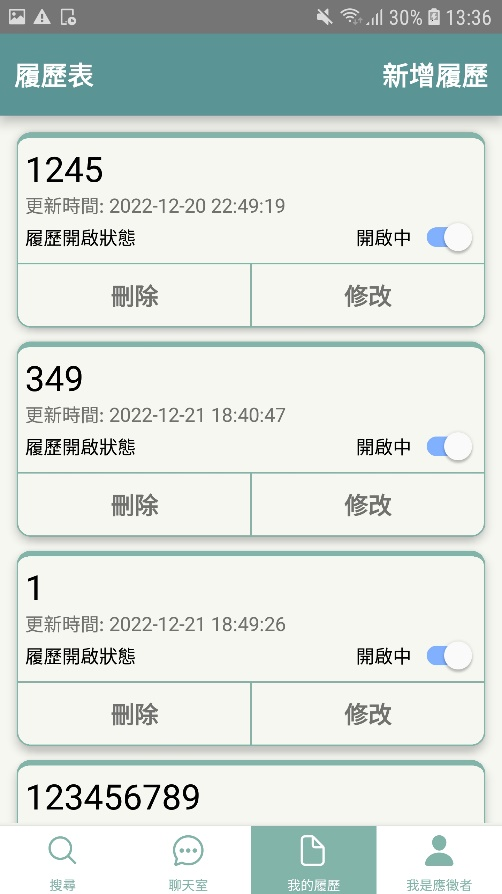 30% 13:36
履歷表 新增履歷
1245
更新時間: 2022-12-20 22:49:19
履歷開啟狀態 開啟中
刪除 修改
349
更新時間: 2022-12-21 18:40:47
履歷開啟狀態 開啟中
刪除 修改
1
更新時間: 2022-12-21 18:49:26
履歷開啟狀態 開啟中
刪除 修改
123456789
搜尋 聊天室 我的履歷 我是應徵者